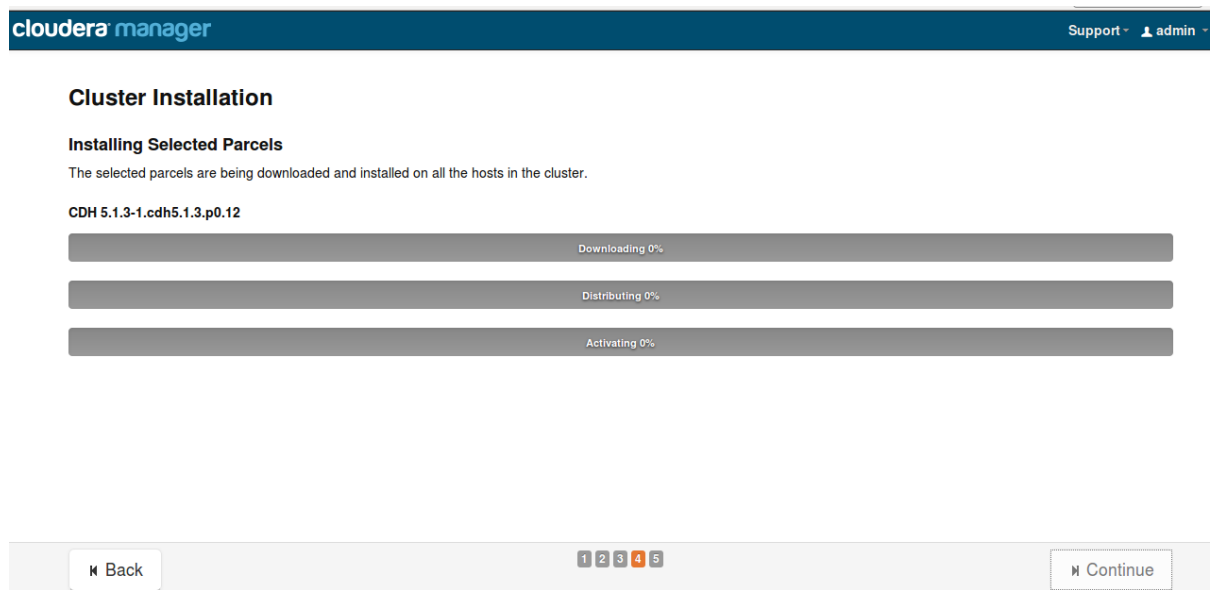 cloudera manager
Support admin
Cluster Installation
Installing Selected Parcels
The selected parcels are being downloaded and installed on all the hosts in the cluster.
CDH 5.1.3-1.cdh5.1.3.p0.12
Downloading 0%
Distributing 0%
Activating 0%
Back
1 2 3 4 5
Continue